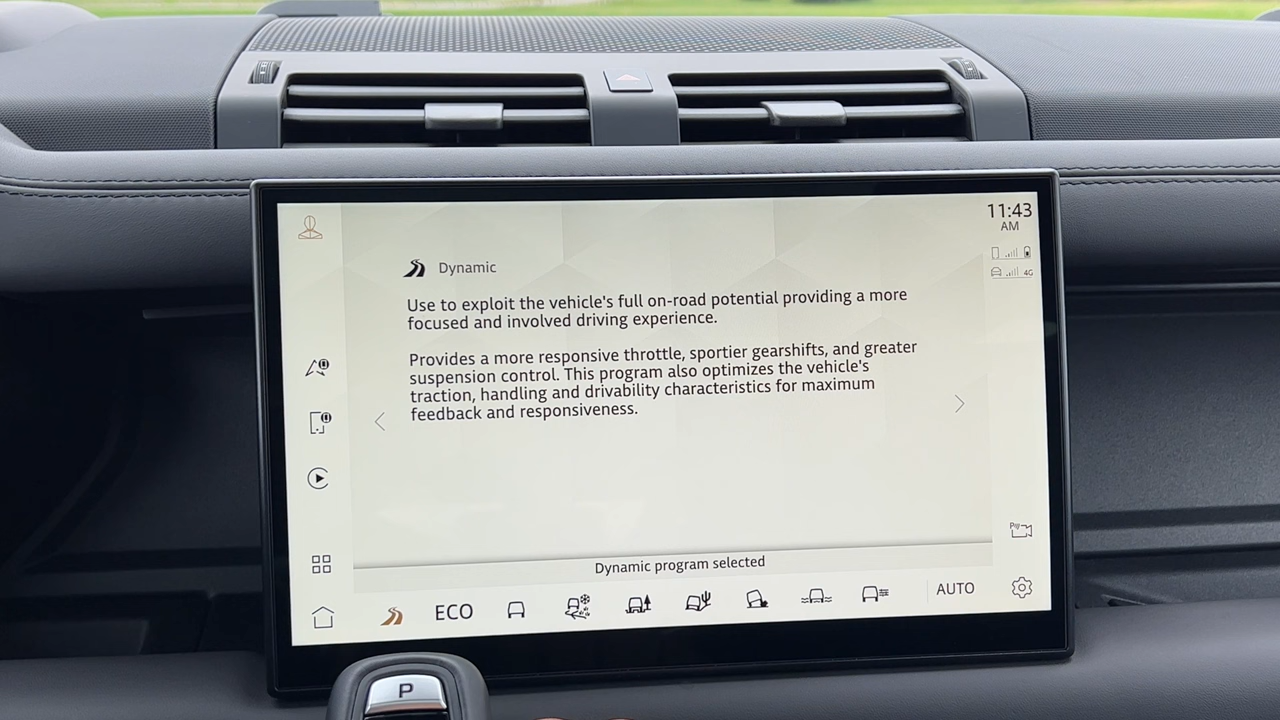 11:43
AM
4G
Dynamic
Use to exploit the vehicle's full on-road potential providing a more
focused and involved driving experience.
Provides a more responsive throttle, sportier gearshifts, and greater
suspension control. This program also optimizes the vehicle's
traction, handling and drivability characteristics for maximum
feedback and responsiveness.
Dynamic program selected
ECO
AUTO
P